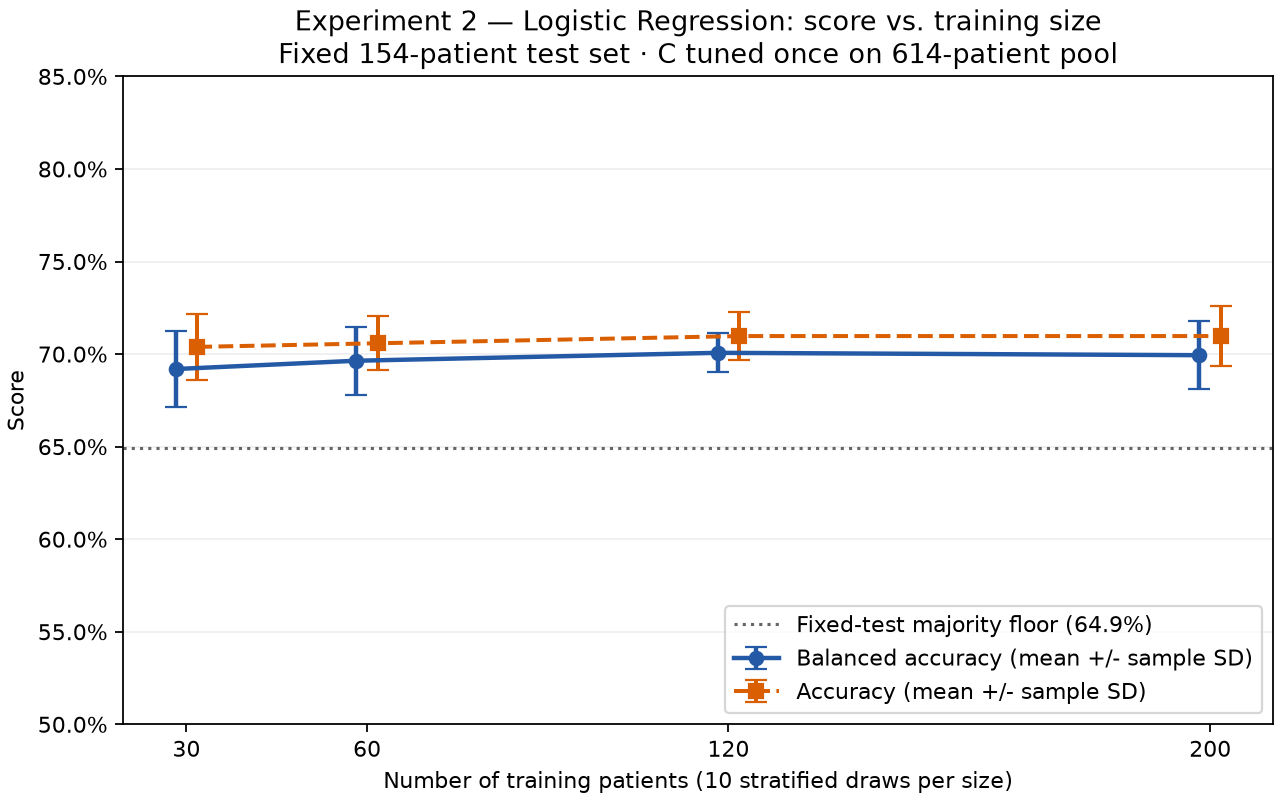 Experiment 2 — Logistic Regression: score vs. training size
Fixed 154-patient test set · C tuned once on 614-patient pool
85.0%
80.0%
75.0%
70.0%
65.0%
60.0%
55.0%
50.0%
Score
Fixed-test majority floor (64.9%)
Balanced accuracy (mean +/- sample SD)
Accuracy (mean +/- sample SD)
30
60
120
200
Number of training patients (10 stratified draws per size)